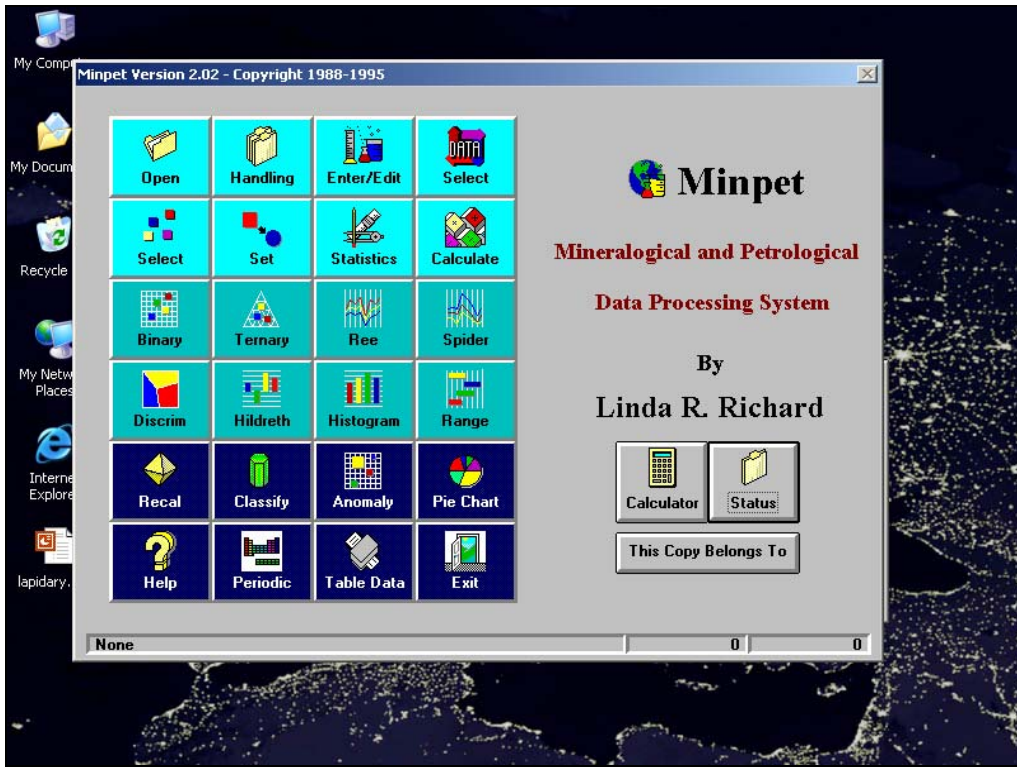 My Comp
Minpet Version 2.02 - Copyright 1988-1995
My Docum
Recycle
My Netw
Places
Interne
Explore
lapidary.
Open
Handling
Enter/Edit
DATA
Select
Select
Set
Statistics
Calculate
Binary
Ternary
Ree
Spider
Discrim
Hildreth
Histogram
Range
Recal
Classify
Anomaly
Pie Chart
Help
Periodic
Table Data
Exit
Minpet
Mineralogical and Petrological
Data Processing System
By
Linda R. Richard
Calculator
Status
This Copy Belongs To
None
0
0